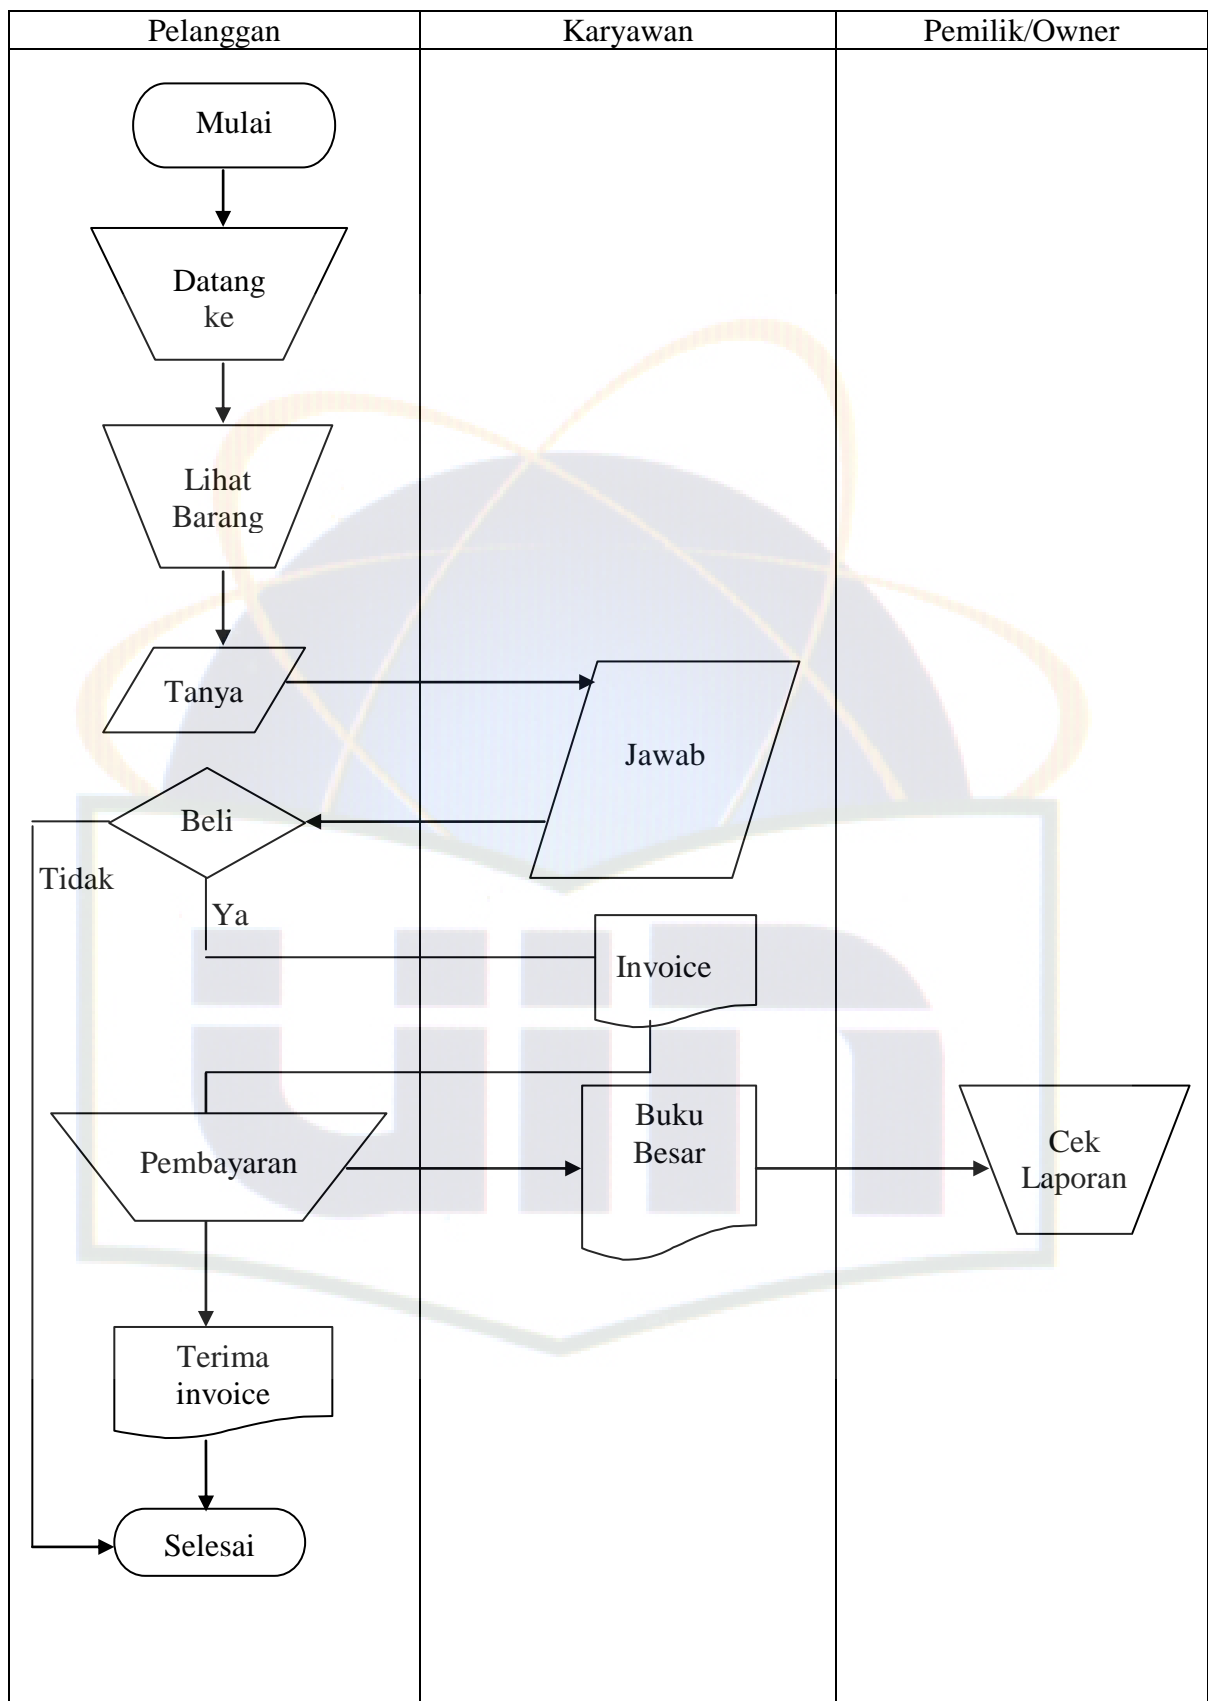 Pelanggan
Karyawan
Pemilik/Owner
Mulai
Datang
ke
Lihat
Barang
Tanya
Jawab
Beli
Tidak
Ya
Invoice
Pembayaran
Buku
Besar
Cek
Laporan
Terima
invoice
Selesai
uin